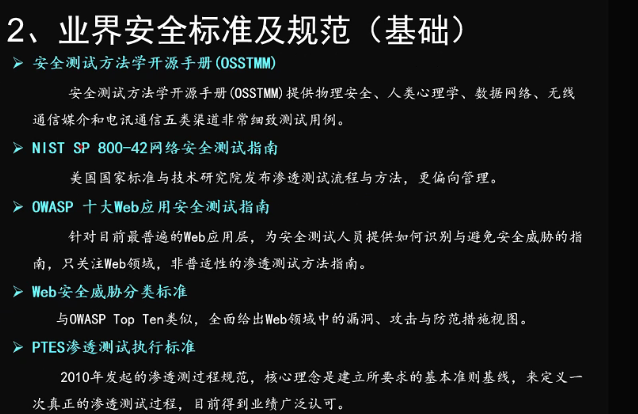 2、业界安全标准及规范（基础）
➢ 安全测试方法学开源手册(OSSTMM)
安全测试方法学开源手册(OSSTMM)提供物理安全、人类心理学、数据网络、无线
通信媒介和电讯通信五类渠道非常细致测试用例。
➢ NIST SP 800-42网络安全测试指南
美国国家标准与技术研究院发布渗透测试流程与方法，更偏向管理。
➢ OWASP 十大Web应用安全测试指南
针对目前最普遍的Web应用层，为安全测试人员提供如何识别与避免安全威胁的指
南，只关注Web领域，非普适性的渗透测试方法指南。
➢ Web安全威胁分类标准
与OWASP Top Ten类似，全面给出Web领域中的漏洞、攻击与防范措施视图。
➢ PTES渗透测试执行标准
2010年发起的渗透测过程规范，核心理念是建立所要求的基本准则基线，来定义一
次真正的渗透测试过程，目前得到业绩广泛认可。